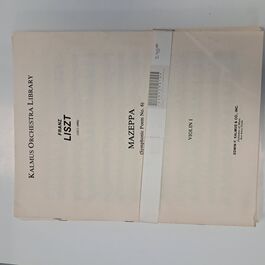 KALMUS ORCHESTRA LIBRARY
FRANZ
LISZT
MAZEPPA
(Symphonic Poem No. 6)
VIOLIN I
EDWIN F. KALMUS & CO., INC.